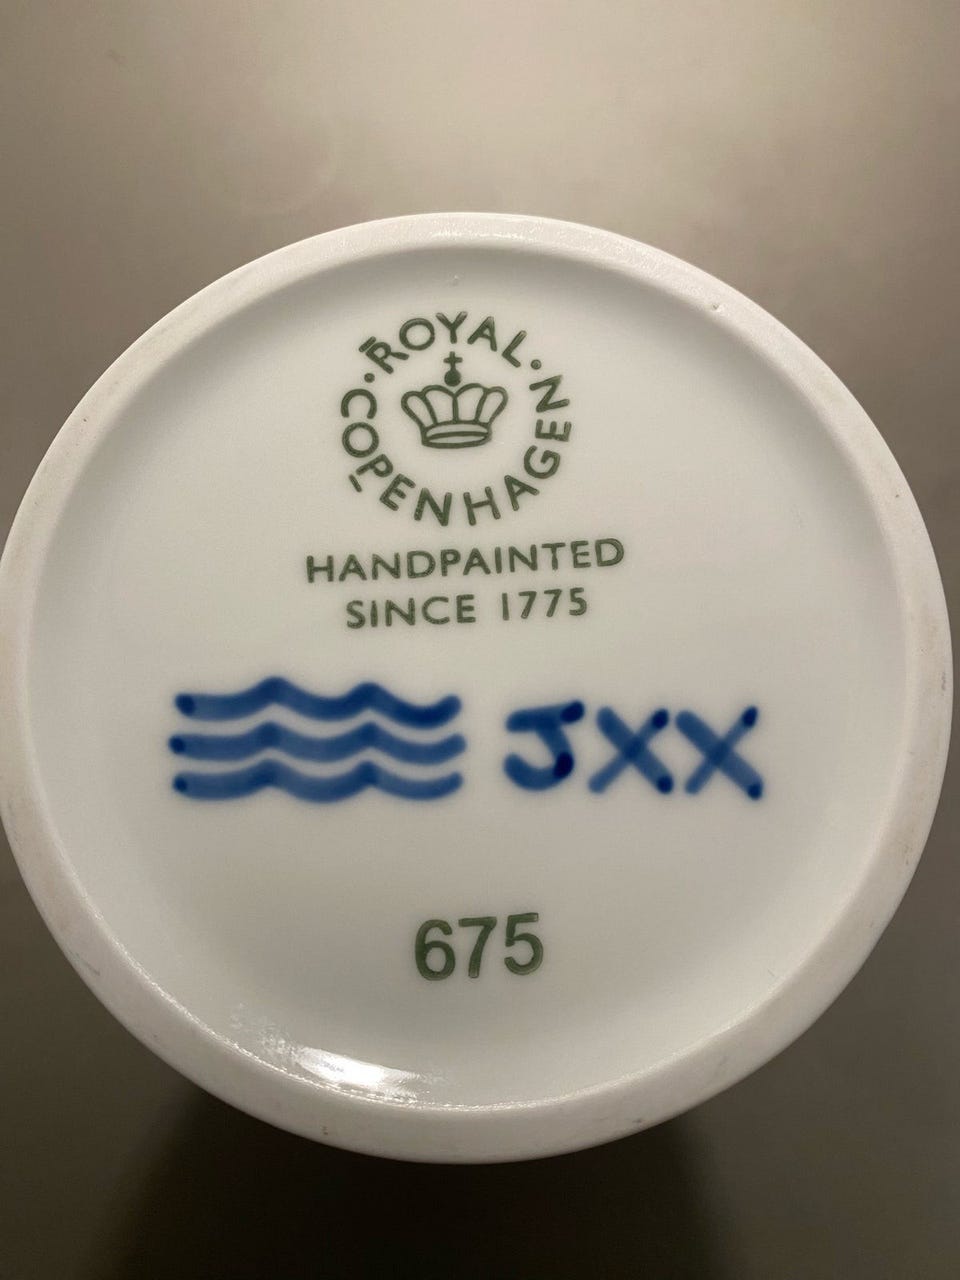 ROYAL · COPENHAGEN ·
HANDPAINTED
SINCE 1775
JXX
675